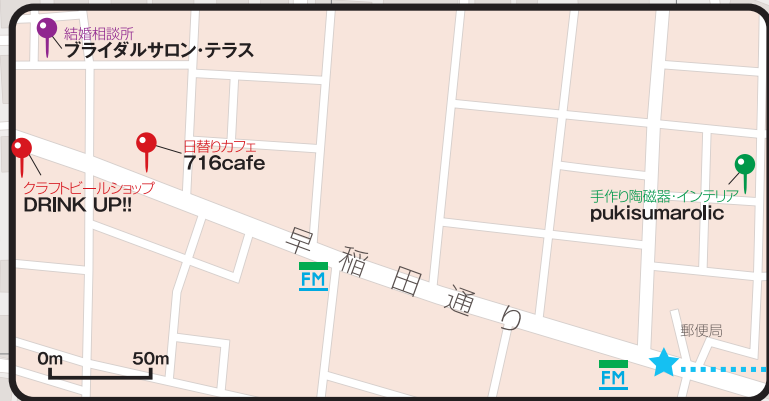 結婚相談所
ブライダルサロン・テラス
日替りカフェ
716cafe
クラフトビールショップ
DRINK UP!!
手作り陶磁器・インテリア
pukisumarolic
早稲田通り
FM
郵便局
0m 50m
FM